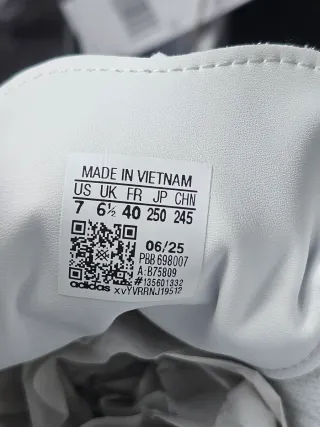 MADE IN VIETNAM
US UK FR JP CHN
7 6½ 40 250 245
06/25
PBB 698007
A:B75809
#135601332
adidas XvYVRRNJ19512